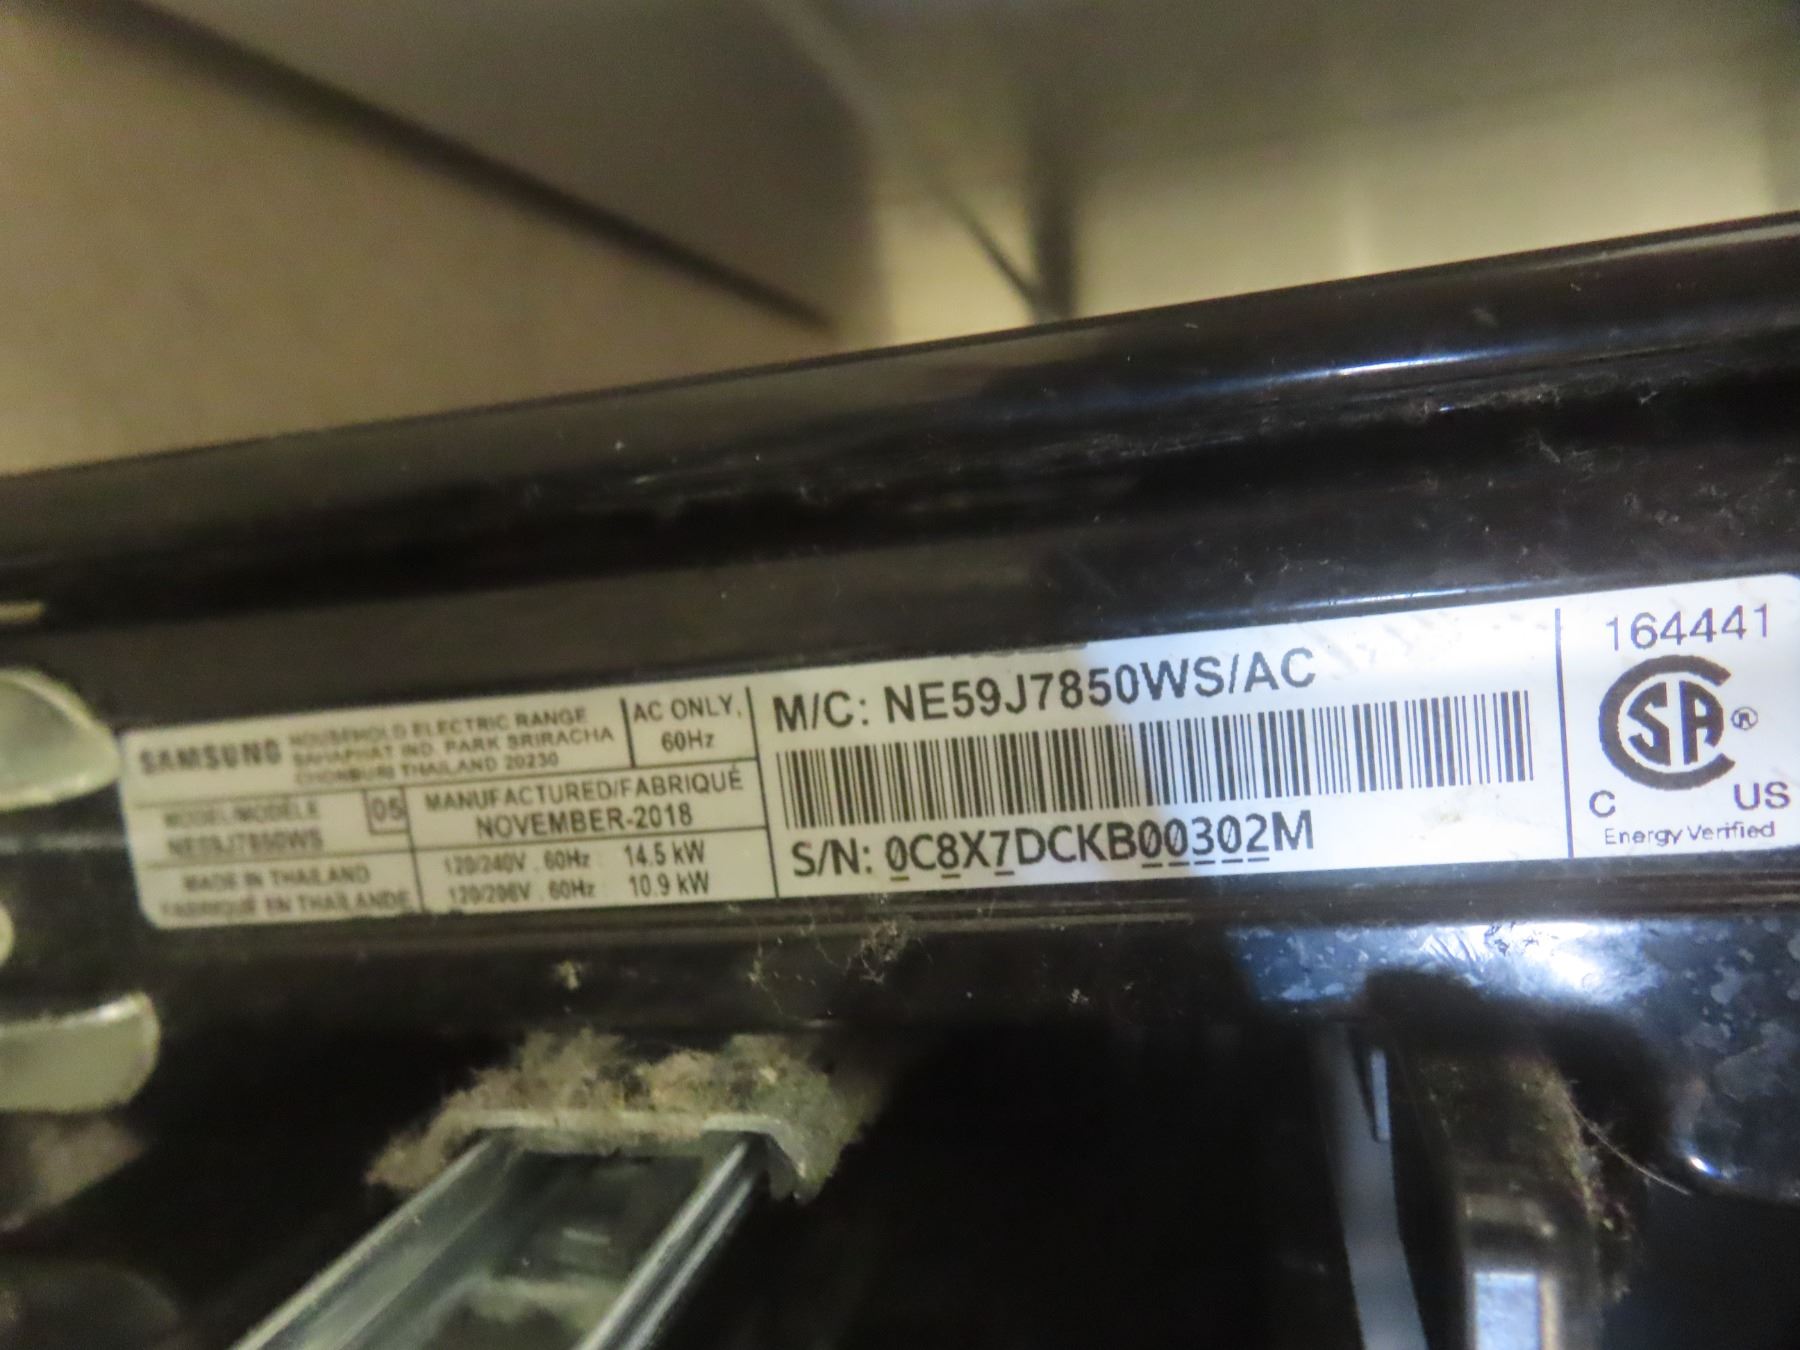 SAMSUNG
HOUSEHOLD ELECTRIC RANGE
SAHAPHAT IND. PARK SRIRACHA
CHONBURI THAILAND 20230
AC ONLY,
60Hz
MODEL/MODÈLE
NE59J7850WS
05
MANUFACTURED/FABRIQUÉ
NOVEMBER-2018
MADE IN THAILAND
FABRIQUÉ EN THAÏLANDE
120/240V . 60Hz : 14.5 kW
120/208V . 60Hz : 10.9 kW
M/C: NE59J7850WS/AC
S/N: 0C8X7DCKB00302M
164441
CSA ®
C US
Energy Verified